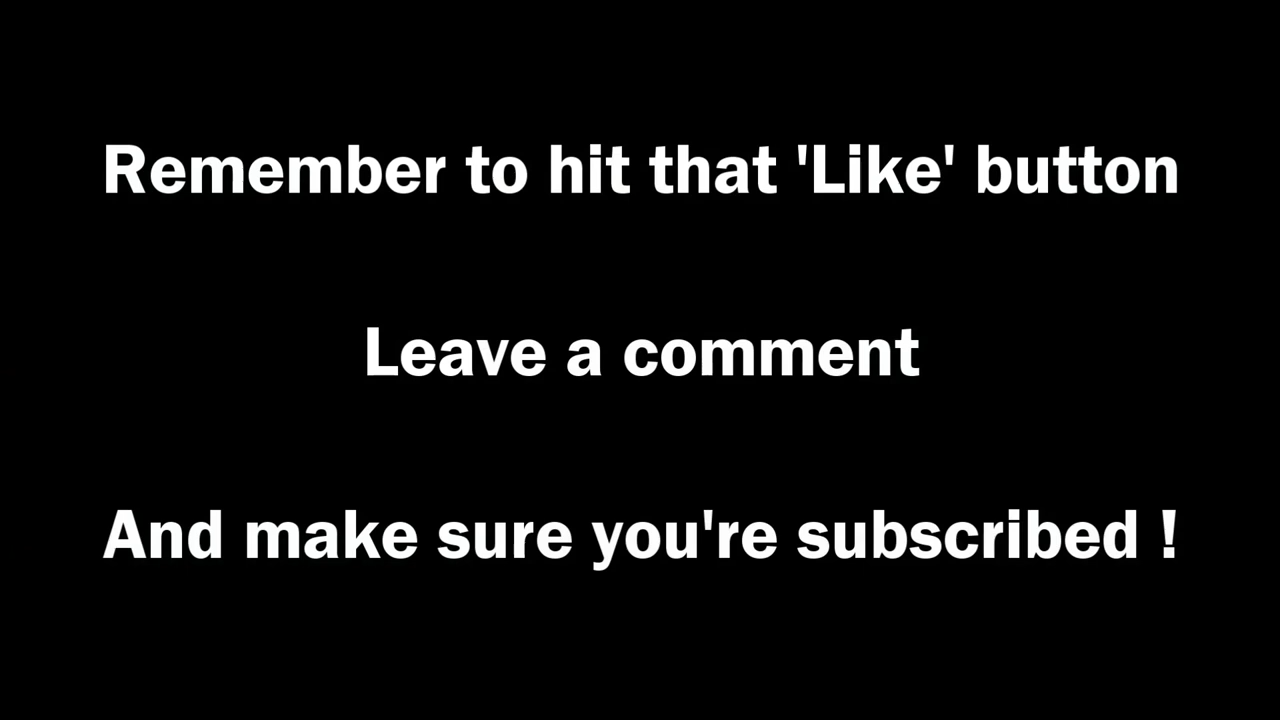 Remember to hit that 'Like' button
Leave a comment
And make sure you're subscribed !